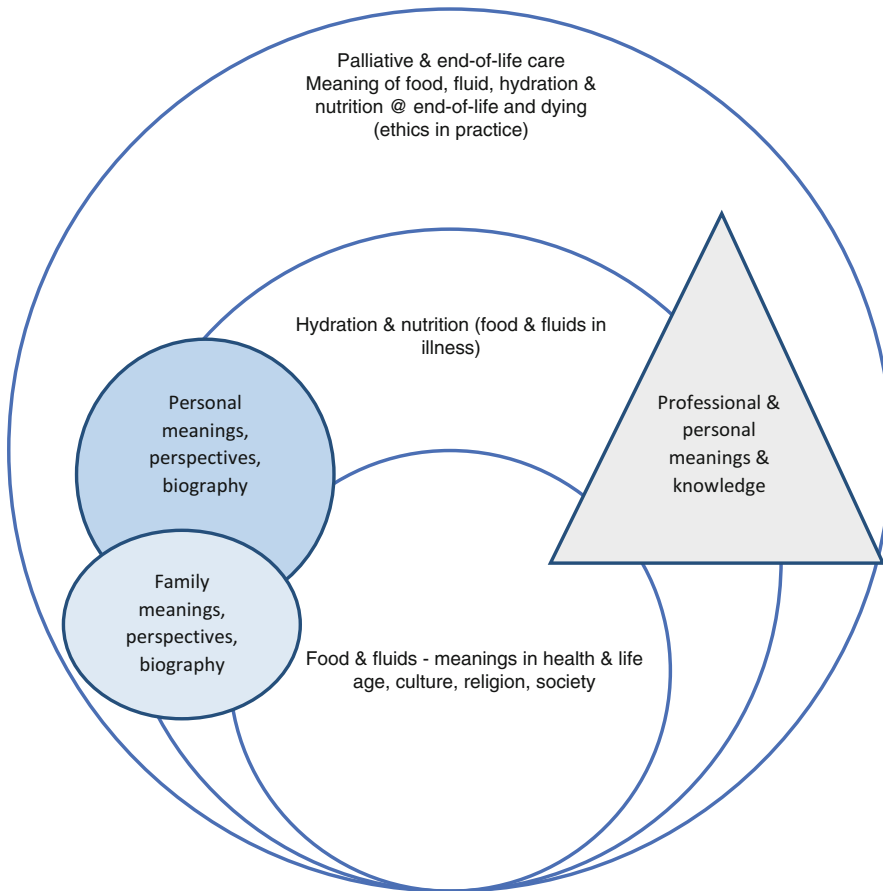 Palliative & end-of-life care
Meaning of food, fluid, hydration &
nutrition @ end-of-life and dying
(ethics in practice)
Hydration & nutrition (food & fluids in
illness)
Personal
meanings,
perspectives,
biography
Professional &
personal
meanings &
knowledge
Family
meanings,
perspectives,
biography
Food & fluids - meanings in health & life
age, culture, religion, society